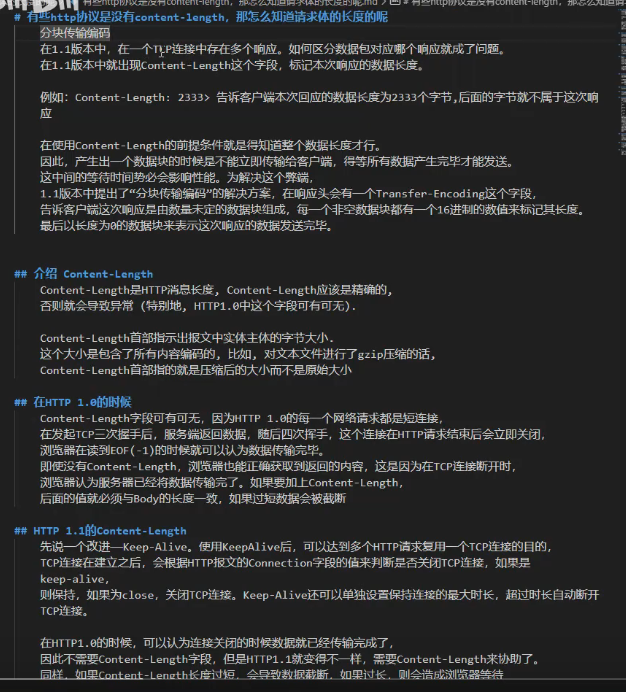 有些http协议是没有content-length，那怎么知道请求体的长度的呢.md
# 有些http协议是没有content-length，那怎么知道请求体的长度的呢
分块传输编码
在1.1版本中，在一个TCP连接中存在多个响应。如何区分数据包对应哪个响应就成了问题。
在1.1版本中就出现Content-Length这个字段，标记本次响应的数据长度。
例如：Content-Length: 2333> 告诉客户端本次回应的数据长度为2333个字节,后面的字节就不属于这次响
应
在使用Content-Length的前提条件就是得知道整个数据长度才行。
因此，产生出一个数据块的时候是不能立即传输给客户端，得等所有数据产生完毕才能发送。
这中间的等待时间势必会影响性能。为解决这个弊端，
1.1版本中提出了“分块传输编码”的解决方案，在响应头会有一个Transfer-Encoding这个字段，
告诉客户端这次响应是由数量未定的数据块组成，每一个非空数据块都有一个16进制的数值来标记其长度。
最后以长度为0的数据块来表示这次响应的数据发送完毕。
## 介绍 Content-Length
Content-Length是HTTP消息长度, Content-Length应该是精确的,
否则就会导致异常 (特别地, HTTP1.0中这个字段可有可无).
Content-Length首部指示出报文中实体主体的字节大小.
这个大小是包含了所有内容编码的, 比如, 对文本文件进行了gzip压缩的话,
Content-Length首部指的就是压缩后的大小而不是原始大小
## 在HTTP 1.0的时候
Content-Length字段可有可无，因为HTTP 1.0的每一个网络请求都是短连接，
在发起TCP三次握手后，服务端返回数据，随后四次挥手，这个连接在HTTP请求结束后会立即关闭，
浏览器在读到EOF(-1)的时候就可以认为数据传输完毕。
即使没有Content-Length，浏览器也能正确获取到返回的内容，这是因为在TCP连接断开时，
浏览器认为服务器已经将数据传输完了。如果要加上Content-Length，
后面的值就必须与Body的长度一致，如果过短数据会被截断
## HTTP 1.1的Content-Length
先说一个改进——Keep-Alive。使用KeepAlive后，可以达到多个HTTP请求复用一个TCP连接的目的，
TCP连接在建立之后，会根据HTTP报文的Connection字段的值来判断是否关闭TCP连接，如果是
keep-alive，
则保持，如果为close，关闭TCP连接。Keep-Alive还可以单独设置保持连接的最大时长，超过时长自动断开
TCP连接。
在HTTP1.0的时候，可以认为连接关闭的时候数据就已经传输完成了，
因此不需要Content-Length字段，但是HTTP1.1就变得不一样，需要Content-Length来协助了。
同样，如果Content-Length长度过短，会导致数据截断，如果过长，则会造成浏览器等待